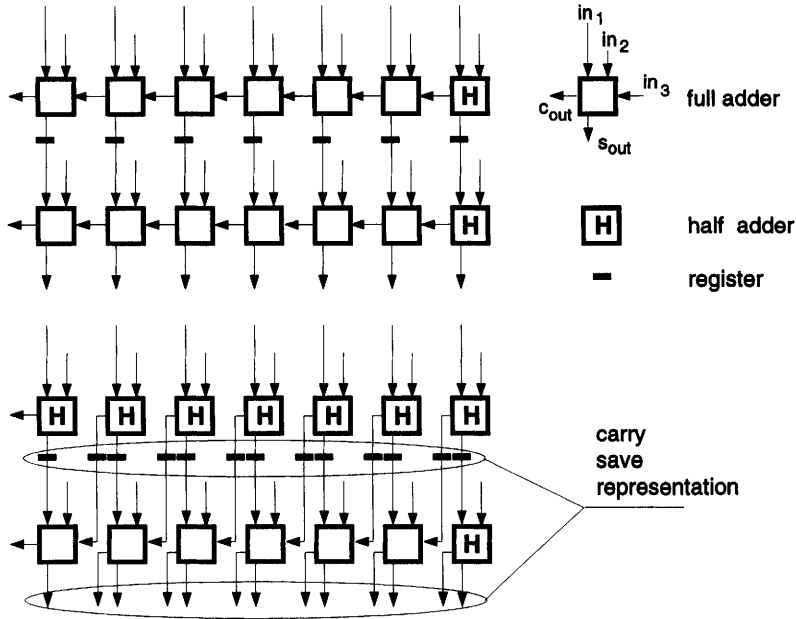 in1
in2
in3
full adder
cout
sout
H
H
H
half adder
register
H
H
H
H
H
H
H
carry
save
representation
H